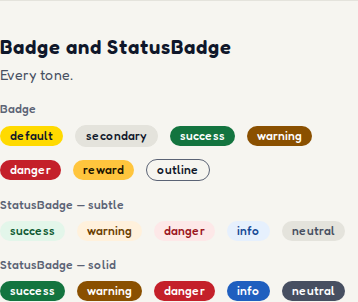 Badge and StatusBadge
Every tone.
Badge
default secondary success warning
danger reward outline
StatusBadge — subtle
success warning danger info neutral
StatusBadge — solid
success warning danger info neutral